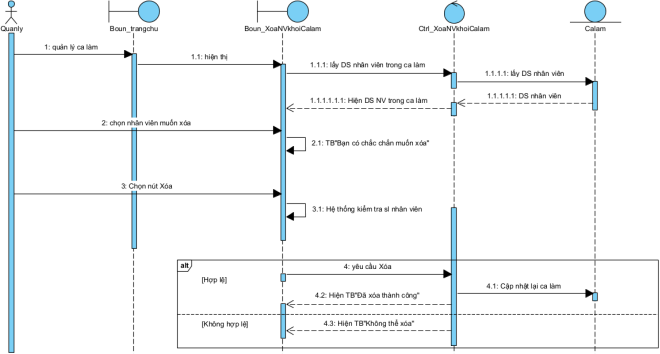 Quanly
Boun_trangchu
Boun_XoaNVkhoiCalam
Ctrl_XoaNVkhoiCalam
Calam
1: quản lý ca làm
1.1: hiện thị
1.1.1: lấy DS nhân viên trong ca làm
1.1.1.1: lấy DS nhân viên
1.1.1.1.1: DS nhân viên
1.1.1.1.1.1: Hiện DS NV trong ca làm
2: chọn nhân viên muốn xóa
2.1: TB"Bạn có chắc chắn muốn xóa"
3: Chọn nút Xóa
3.1: Hệ thống kiểm tra sl nhân viên
alt
4: yêu cầu Xóa
[Hợp lệ]
4.1: Cập nhật lại ca làm
4.2: Hiện TB"Đã xóa thành công"
[Không hợp lệ]
4.3: Hiện TB"Không thể xóa"